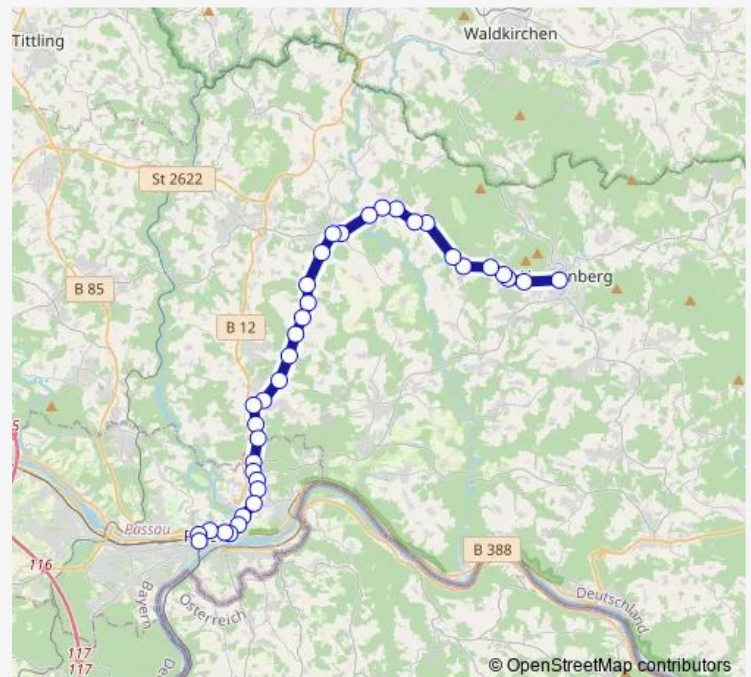 Tittling
Waldkirchen
St 2622
B 85
B 12
Passau
116
B 388
Bayern
Österreich
Deutschland
117
117
© OpenStreetMap contributors